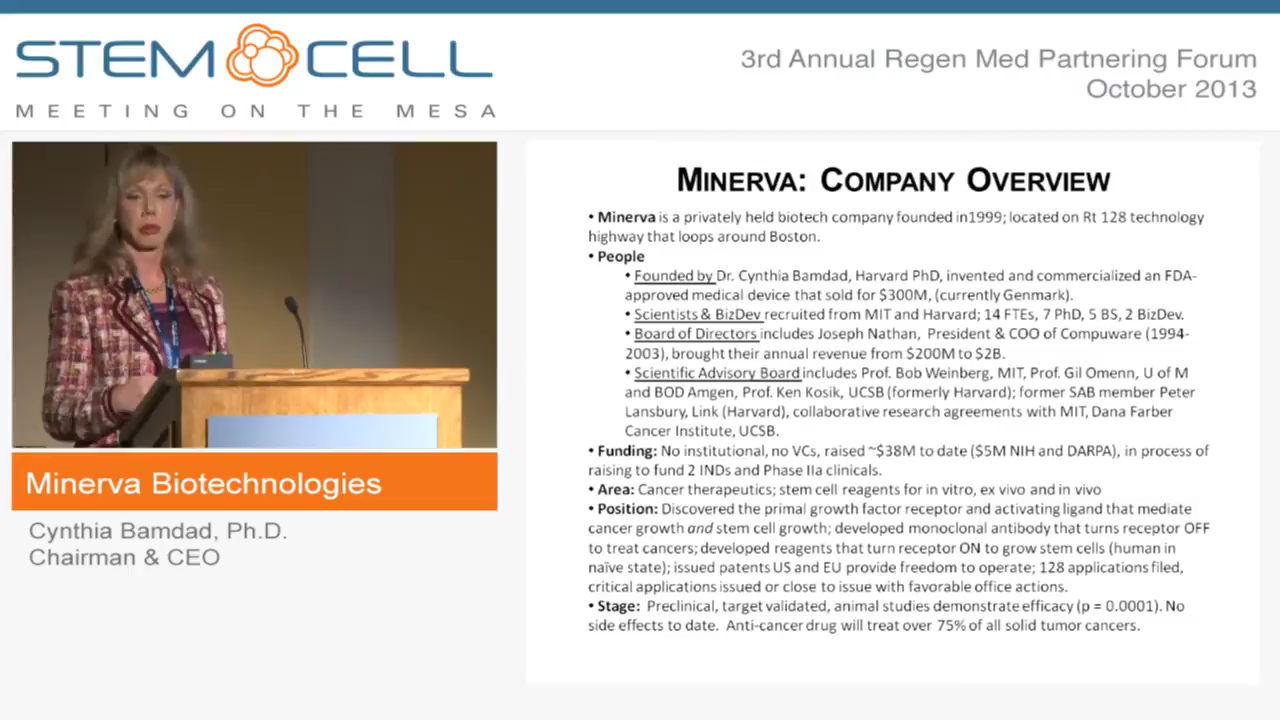 STEM CELL
MEETING ON THE MESA
3rd Annual Regen Med Partnering Forum
October 2013
MINERVA: COMPANY OVERVIEW
• Minerva is a privately held biotech company founded in1999; located on Rt 128 technology
highway that loops around Boston.
• People
• Founded by Dr. Cynthia Bamdad, Harvard PhD, invented and commercialized an FDA-
approved medical device that sold for $300M, (currently Genmark).
• Scientists & BizDev recruited from MIT and Harvard; 14 FTEs, 7 PhD, 5 BS, 2 BizDev.
• Board of Directors includes Joseph Nathan, President & COO of Compuware (1994-
2003), brought their annual revenue from $200M to $2B.
• Scientific Advisory Board includes Prof. Bob Weinberg, MIT, Prof. Gil Omenn, U of M
and BOD Amgen, Prof. Ken Kosik, UCSB (formerly Harvard); former SAB member Peter
Lansbury, Link (Harvard), collaborative research agreements with MIT, Dana Farber
Cancer Institute, UCSB.
• Funding: No institutional, no VCs, raised ~$38M to date ($5M NIH and DARPA), in process of
raising to fund 2 INDs and Phase IIa clinicals.
• Area: Cancer therapeutics; stem cell reagents for in vitro, ex vivo and in vivo
• Position: Discovered the primal growth factor receptor and activating ligand that mediate
cancer growth and stem cell growth; developed monoclonal antibody that turns receptor OFF
to treat cancers; developed reagents that turn receptor ON to grow stem cells (human in
naïve state); issued patents US and EU provide freedom to operate; 128 applications filed,
critical applications issued or close to issue with favorable office actions.
• Stage: Preclinical, target validated, animal studies demonstrate efficacy (p = 0.0001). No
side effects to date. Anti-cancer drug will treat over 75% of all solid tumor cancers.
Minerva Biotechnologies
Cynthia Bamdad, Ph.D.
Chairman & CEO